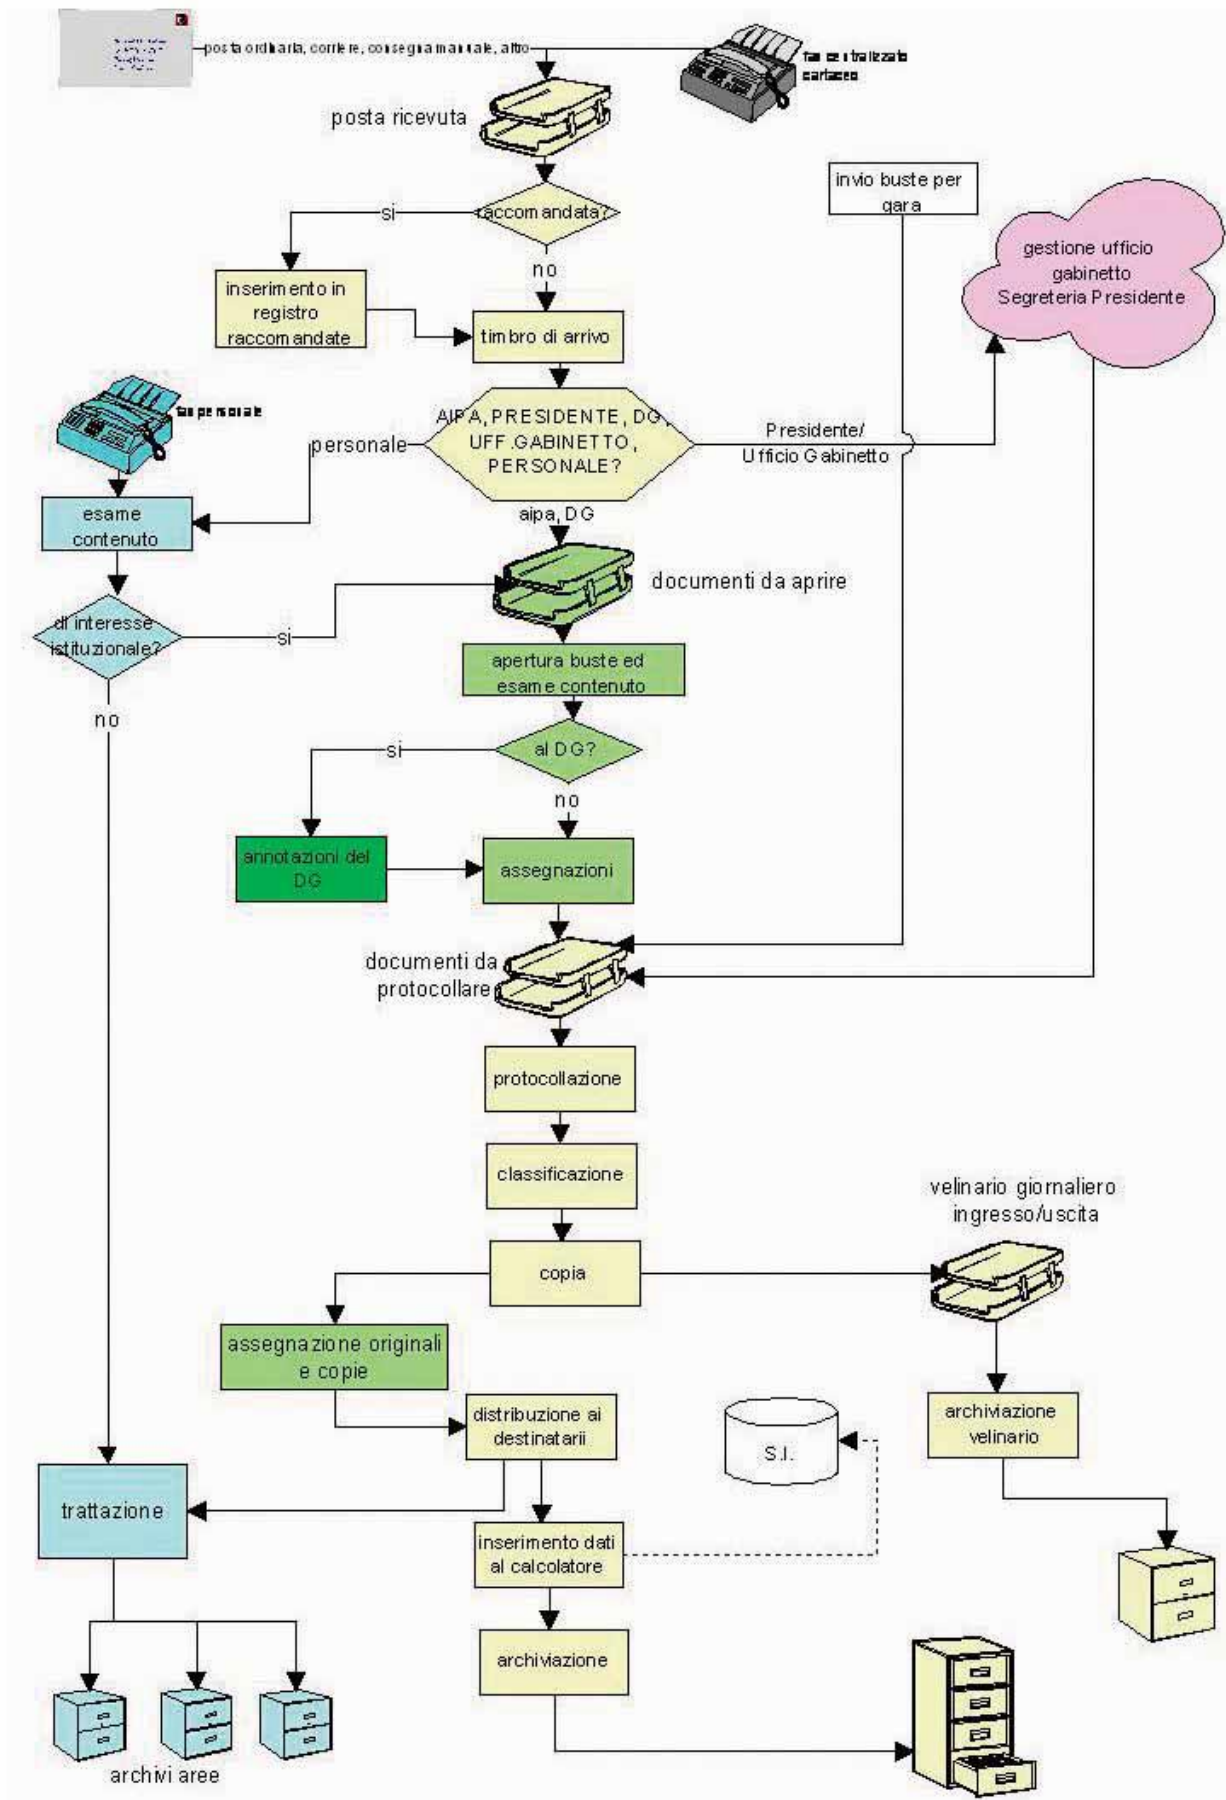 posta ordinaria, corriere, consegna manuale, altro
fax centralizzato
cartaceo
posta ricevuta
invio buste per
gara
raccomandata?
si
no
gestione ufficio
gabinetto
Segreteria Presidente
inserimento in
registro
raccomandate
timbro di arrivo
fax personale
AIPA, PRESIDENTE, DG,
UFF.GABINETTO,
PERSONALE?
personale
Presidente/
Ufficio Gabinetto
esame
contenuto
aipa, DG
documenti da aprire
di interesse
istituzionale?
si
no
apertura buste ed
esame contenuto
al DG?
si
no
annotazioni del
DG
assegnazioni
documenti da
protocollare
protocollazione
classificazione
velinario giornaliero
ingresso/uscita
copia
assegnazione originali
e copie
distribuzione ai
destinatarii
archiviazione
velinario
S.I.
trattazione
inserimento dati
al calcolatore
archiviazione
archivi aree